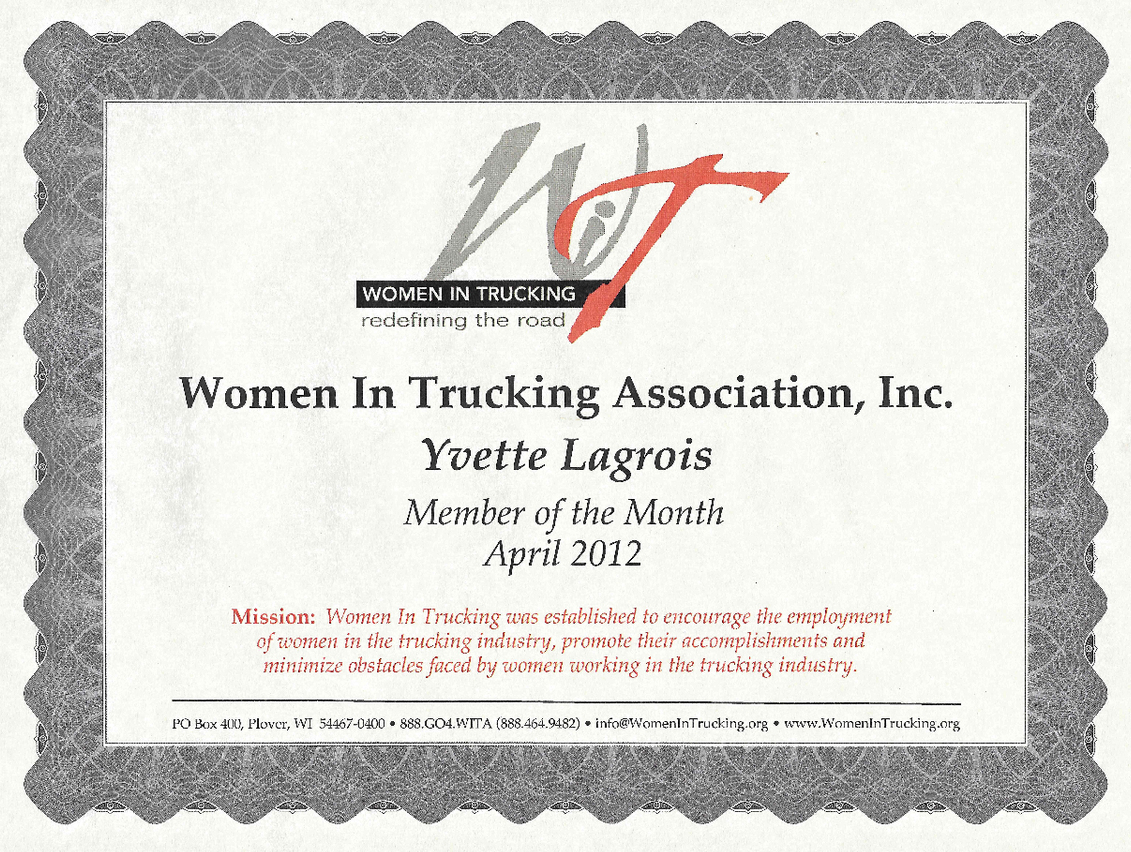 WiT
WOMEN IN TRUCKING
redefining the road
Women In Trucking Association, Inc.
Yvette Lagrois
Member of the Month
April 2012
Mission: Women In Trucking was established to encourage the employment
of women in the trucking industry, promote their accomplishments and
minimize obstacles faced by women working in the trucking industry.
PO Box 400, Plover, WI 54467-0400 • 888.GO4.WITA (888.464.9482) • info@WomenInTrucking.org • www.WomenInTrucking.org